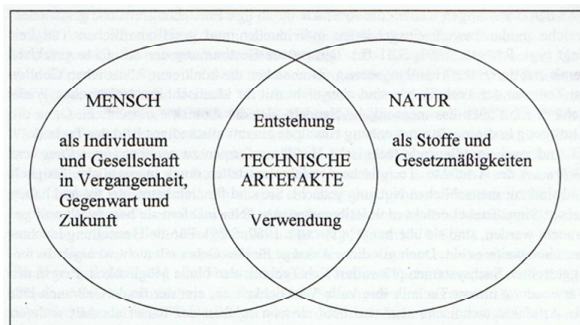 MENSCH
als Individuum
und Gesellschaft
in Vergangenheit,
Gegenwart und
Zukunft
Entstehung
TECHNISCHE
ARTEFAKTE
Verwendung
NATUR
als Stoffe und
Gesetzmäßigkeiten